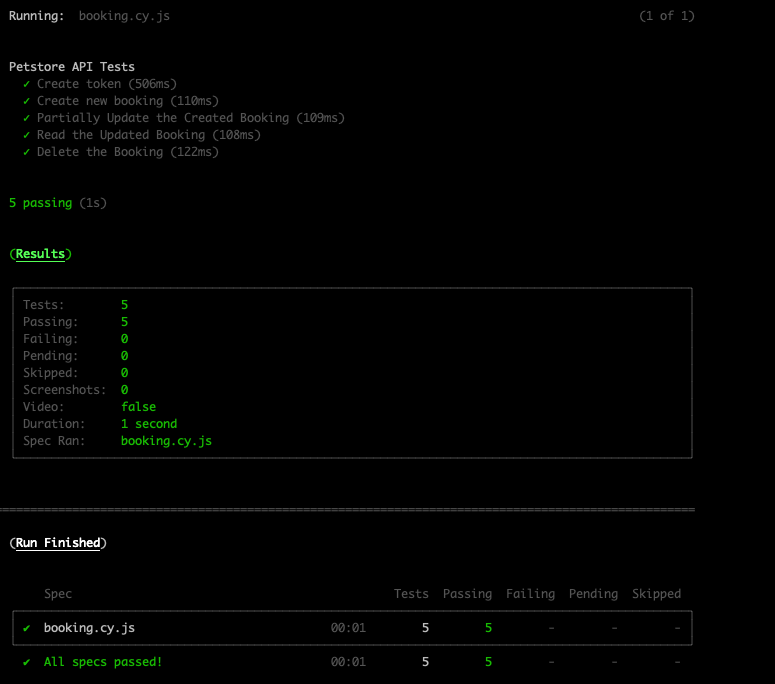 Running:  booking.cy.js (1 of 1)
Petstore API Tests
✓ Create token (506ms)
✓ Create new booking (110ms)
✓ Partially Update the Created Booking (109ms)
✓ Read the Updated Booking (108ms)
✓ Delete the Booking (122ms)
5 passing (1s)
(Results)
Tests: 5
Passing: 5
Failing: 0
Pending: 0
Skipped: 0
Screenshots: 0
Video: false
Duration: 1 second
Spec Ran: booking.cy.js
(Run Finished)
Spec Tests Passing Failing Pending Skipped
✔ booking.cy.js 00:01 5 5 - - -
✔ All specs passed! 00:01 5 5 - - -